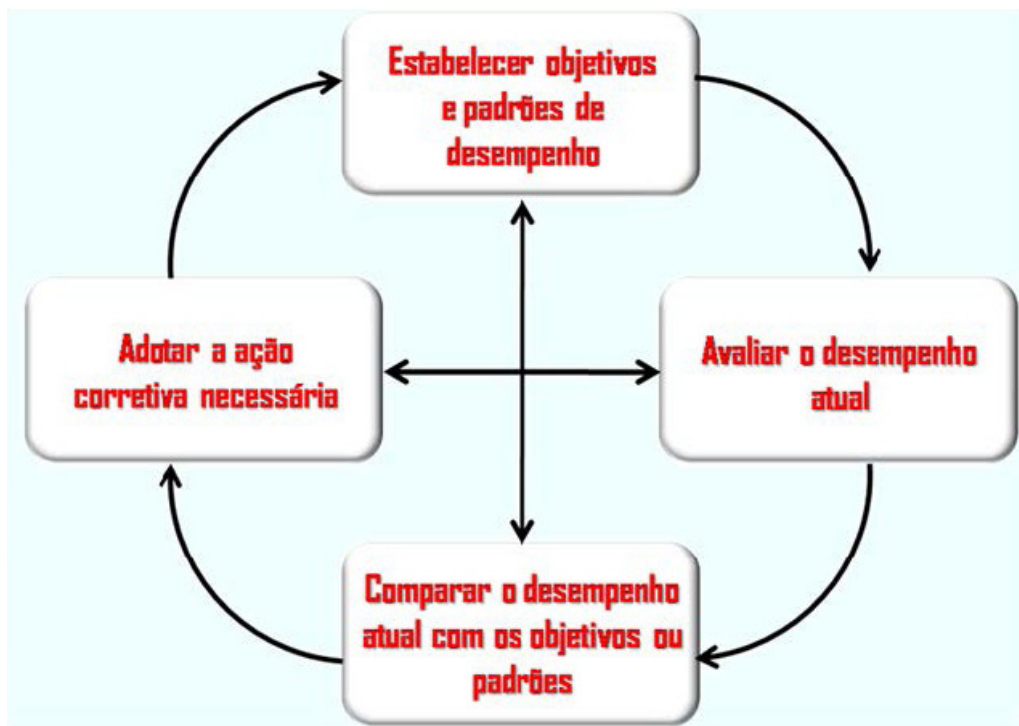 Estabelecer objetivos
e padrões de
desempenho
Adotar a ação
corretiva necessária
Avaliar o desempenho
atual
Comparar o desempenho
atual com os objetivos ou
padrões